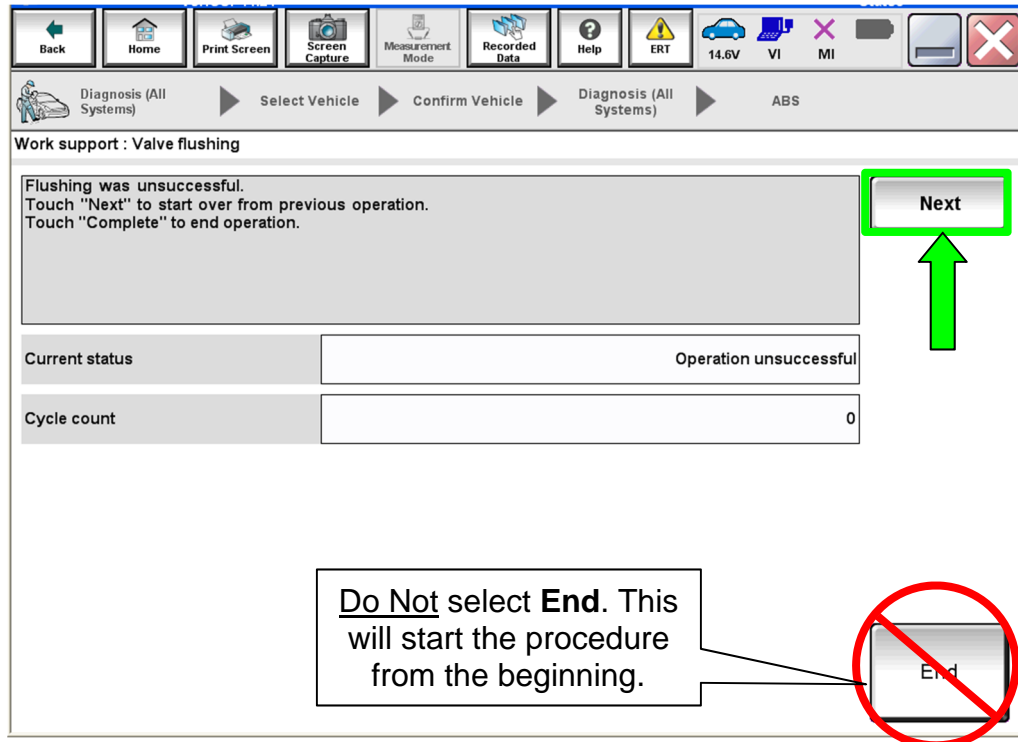 Back
Home
Print Screen
Screen
Capture
Measurement
Mode
Recorded
Data
Help
ERT
14.6V
VI
MI
Diagnosis (All
Systems)
Select Vehicle
Confirm Vehicle
Diagnosis (All
Systems)
ABS
Work support : Valve flushing
Flushing was unsuccessful.
Touch "Next" to start over from previous operation.
Touch "Complete" to end operation.
Next
Current status
Operation unsuccessful
Cycle count
0
Do Not select End. This
will start the procedure
from the beginning.
End